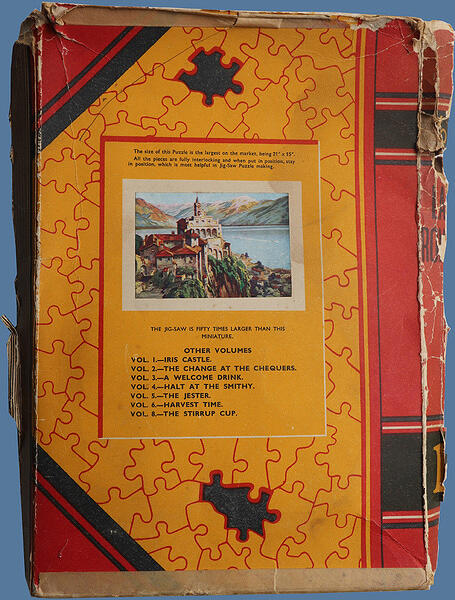 The size of this Puzzle is the largest on the market, being 21" x 15".
All the pieces are fully interlocking and when put in position, stay
in position, which is most helpful in Jig-Saw Puzzle making.
THE JIG-SAW IS FIFTY TIMES LARGER THAN THIS
MINIATURE.
OTHER VOLUMES
VOL. 1.—IRIS CASTLE.
VOL. 2.—THE CHANGE AT THE CHEQUERS.
VOL. 3.—A WELCOME DRINK.
VOL. 4.—HALT AT THE SMITHY.
VOL. 5.—THE JESTER.
VOL. 6.—HARVEST TIME.
VOL. 8.—THE STIRRUP CUP.